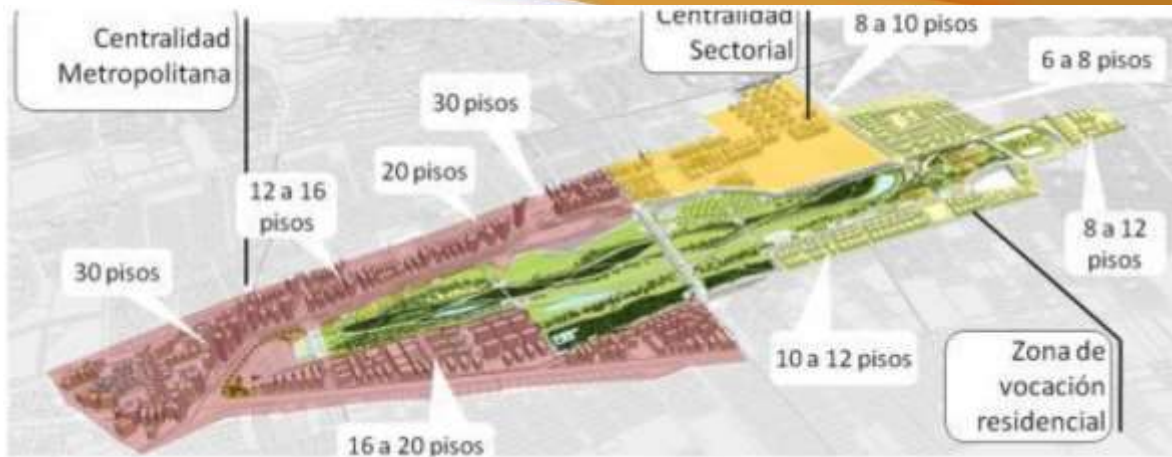 Centralidad
Metropolitana
Centralidad
Sectorial
8 a 10 pisos
6 a 8 pisos
30 pisos
20 pisos
12 a 16
pisos
30 pisos
8 a 12
pisos
10 a 12 pisos
Zona de
vocación
residencial
16 a 20 pisos